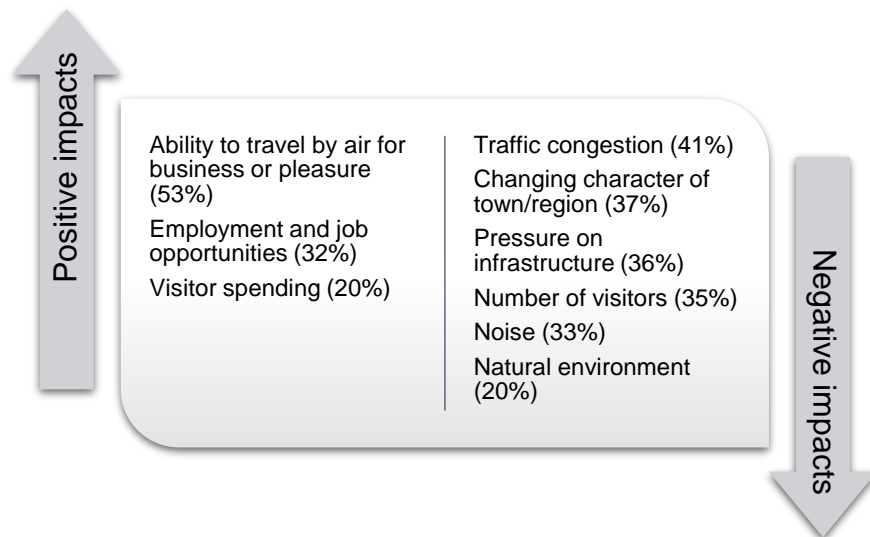 Positive impacts
Ability to travel by air for
business or pleasure
(53%)
Employment and job
opportunities (32%)
Visitor spending (20%)
Traffic congestion (41%)
Changing character of
town/region (37%)
Pressure on
infrastructure (36%)
Number of visitors (35%)
Noise (33%)
Natural environment
(20%)
Negative impacts